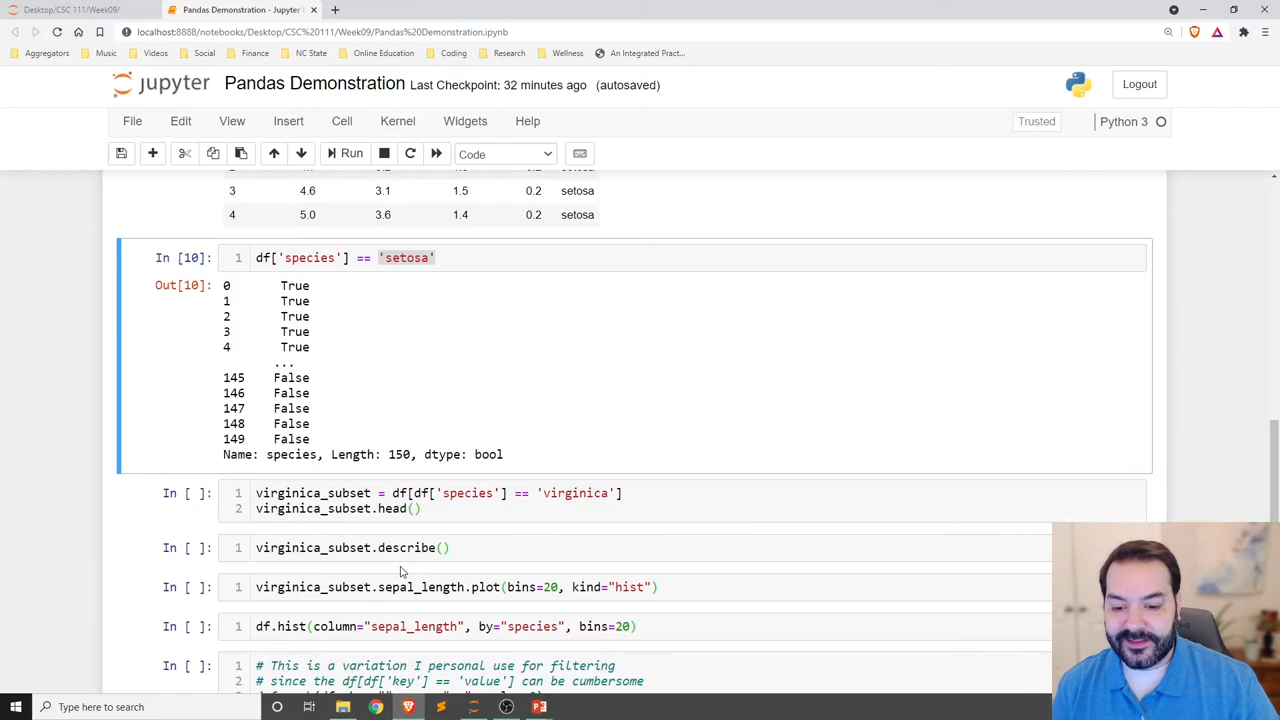 Desktop/CSC 111/Week09/
Pandas Demonstration - Jupyter
localhost:8888/notebooks/Desktop/CSC%20111/Week09/Pandas%20Demonstration.ipynb
Aggregators Music Videos Social Finance NC State Online Education Coding Research Wellness An Integrated Pract...
jupyter Pandas Demonstration Last Checkpoint: 32 minutes ago (autosaved) Logout
File Edit View Insert Cell Kernel Widgets Help Trusted Python 3
Run Code
3 4.6 3.1 1.5 0.2 setosa
4 5.0 3.6 1.4 0.2 setosa
In [10]: 1 df['species'] == 'setosa'
Out[10]: 0 True
1 True
2 True
3 True
4 True
...
145 False
146 False
147 False
148 False
149 False
Name: species, Length: 150, dtype: bool
In [ ]: 1 virginica_subset = df[df['species'] == 'virginica']
2 virginica_subset.head()
In [ ]: 1 virginica_subset.describe()
In [ ]: 1 virginica_subset.sepal_length.plot(bins=20, kind="hist")
In [ ]: 1 df.hist(column="sepal_length", by="species", bins=20)
In [ ]: 1 # This is a variation I personal use for filtering
2 # since the df[df['key'] == 'value'] can be cumbersome
Type here to search